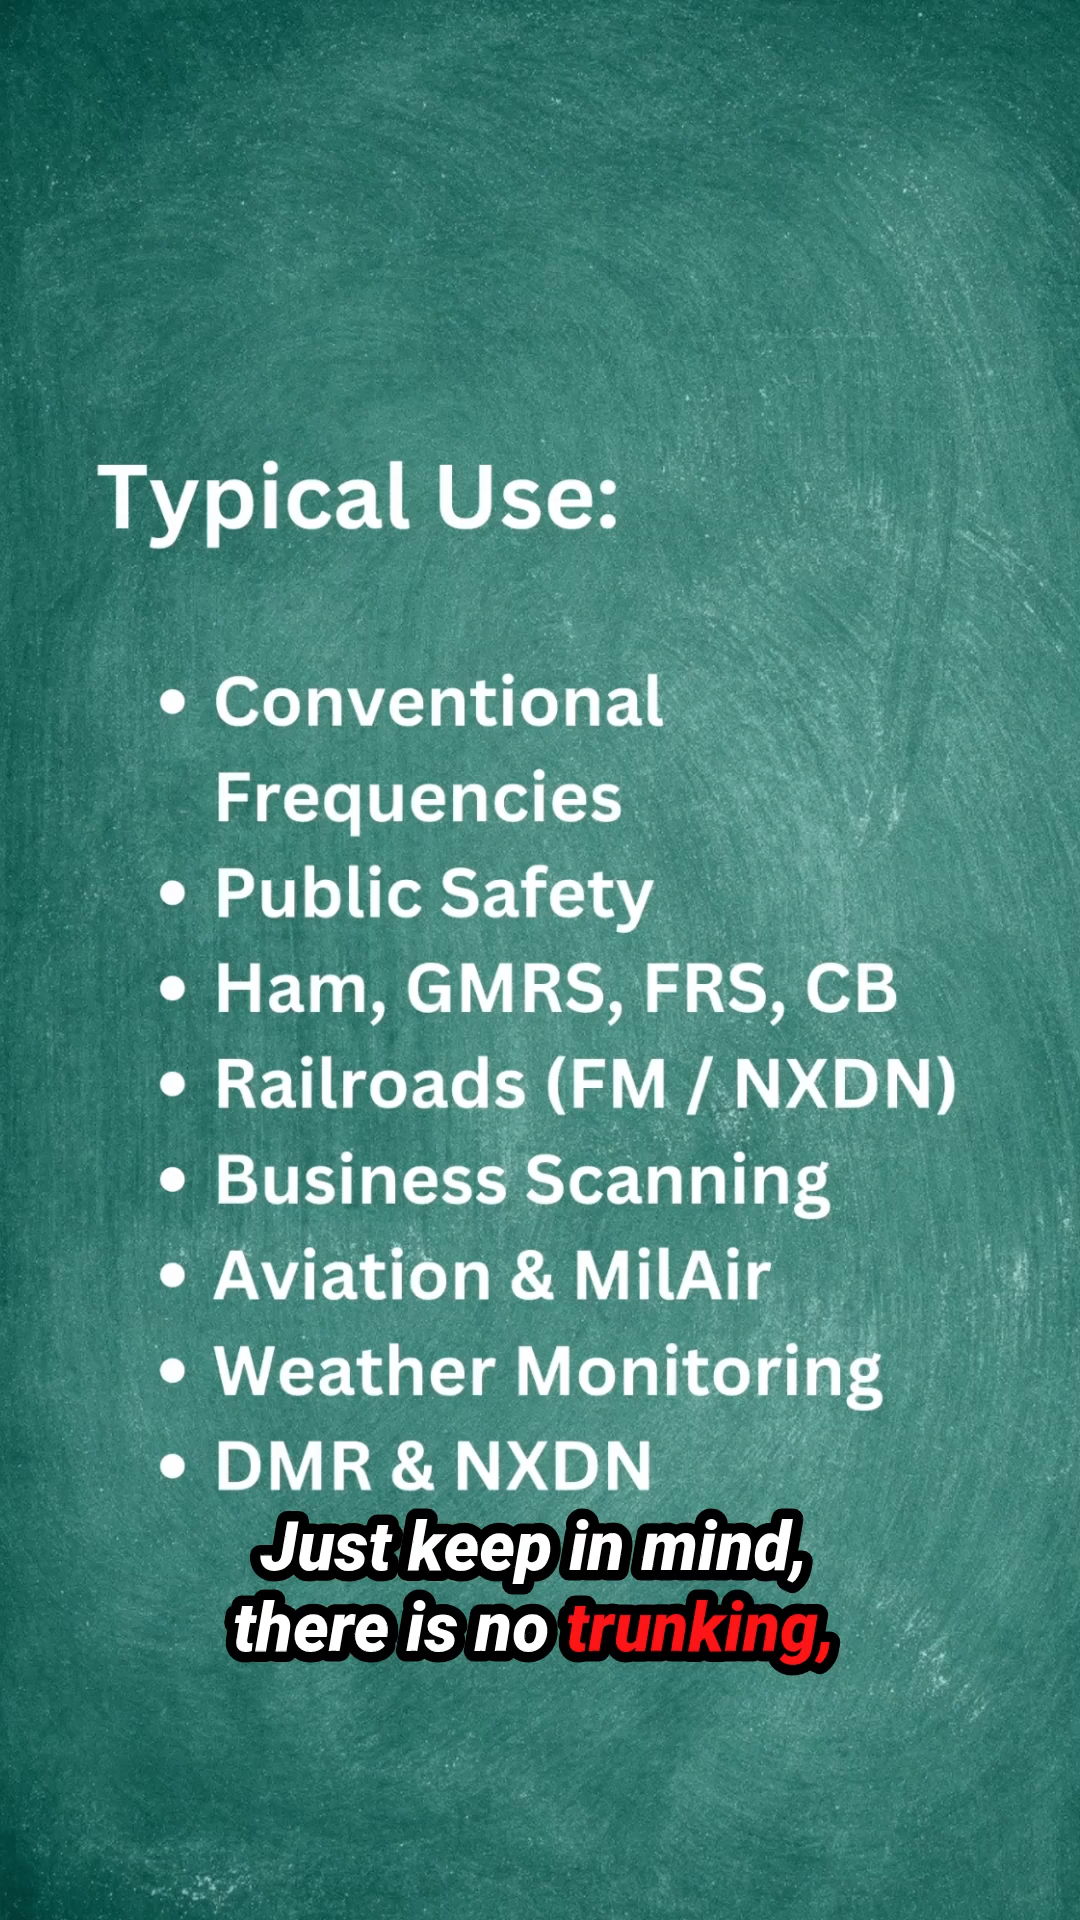 Typical Use:
• Conventional
Frequencies
• Public Safety
• Ham, GMRS, FRS, CB
• Railroads (FM / NXDN)
• Business Scanning
• Aviation & MilAir
• Weather Monitoring
• DMR & NXDN
Just keep in mind,
there is no trunking,